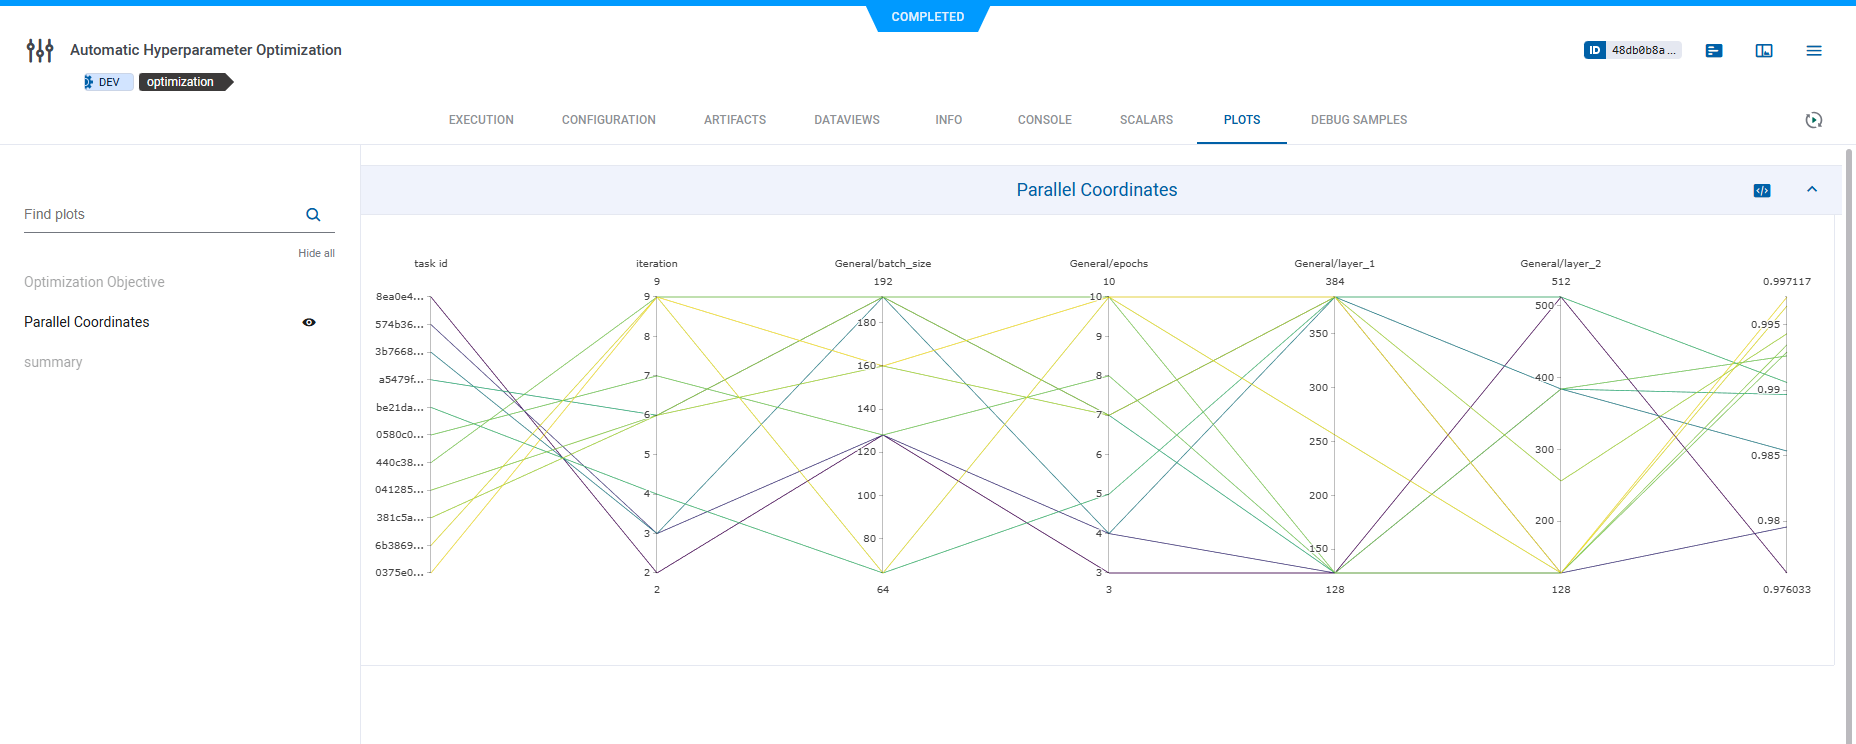 COMPLETED
Automatic Hyperparameter Optimization
ID 48db0b8a ...
DEV optimization
EXECUTION CONFIGURATION ARTIFACTS DATAVIEWS INFO CONSOLE SCALARS PLOTS DEBUG SAMPLES
Parallel Coordinates
Find plots
Hide all
Optimization Objective
Parallel Coordinates
summary
task id
8ea0e4...
574b36...
3b7668...
a5479f...
be21da...
0580c0...
440c38...
041285...
381c5a...
6b3869...
0375e0...
iteration
9
9
8
7
6
5
4
3
2
2
General/batch_size
192
180
160
140
120
100
80
64
General/epochs
10
10
9
8
7
6
5
4
3
3
General/layer_1
384
350
300
250
200
150
128
General/layer_2
512
500
400
300
200
128
0.997117
0.995
0.99
0.985
0.98
0.976033